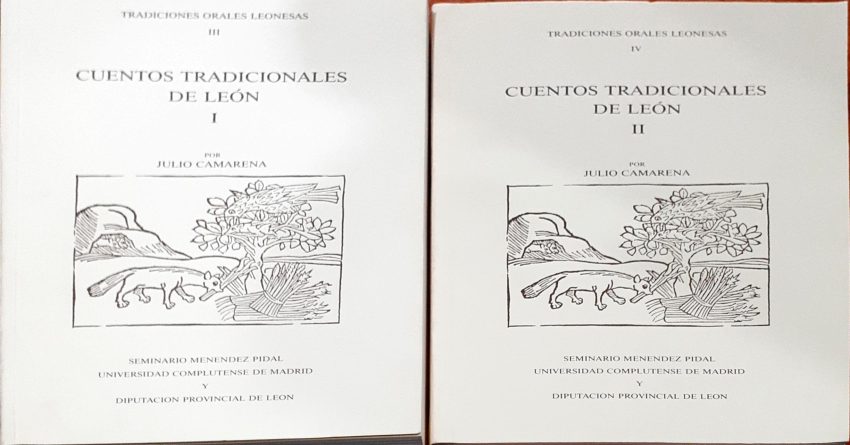 TRADICIONES ORALES LEONESAS
III
CUENTOS TRADICIONALES
DE LEÓN
I
POR
JULIO CAMARENA
SEMINARIO MENENDEZ PIDAL
UNIVERSIDAD COMPLUTENSE DE MADRID
Y
DIPUTACION PROVINCIAL DE LEON
TRADICIONES ORALES LEONESAS
IV
CUENTOS TRADICIONALES
DE LEÓN
II
POR
JULIO CAMARENA
SEMINARIO MENENDEZ PIDAL
UNIVERSIDAD COMPLUTENSE DE MADRID
Y
DIPUTACION PROVINCIAL DE LEON